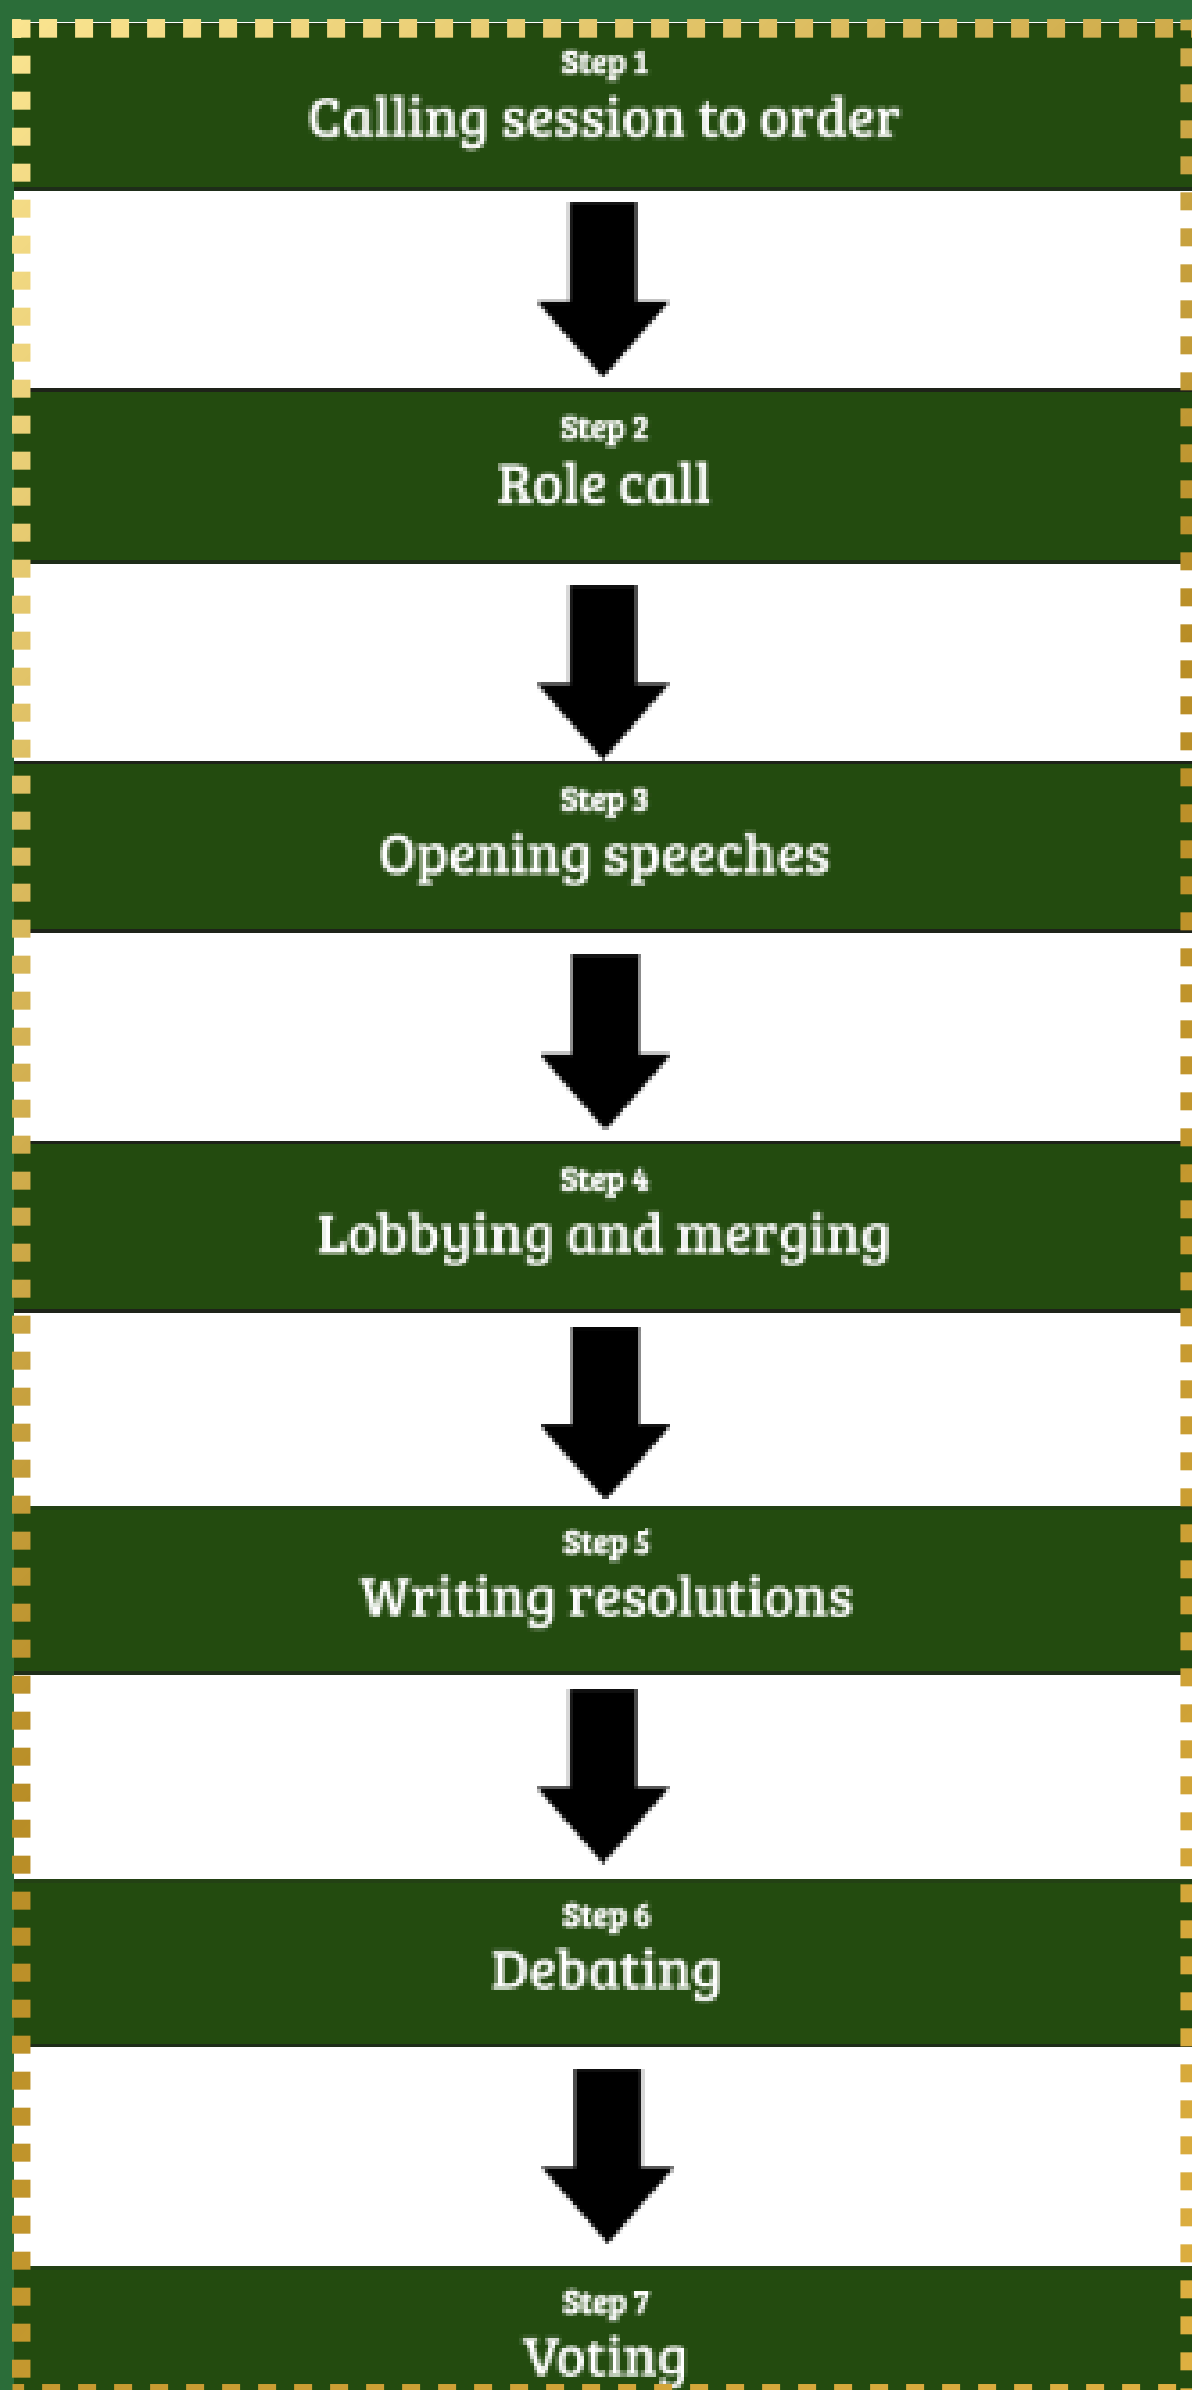 Step 1
Calling session to order
Step 2
Role call
Step 3
Opening speeches
Step 4
Lobbying and merging
Step 5
Writing resolutions
Step 6
Debating
Step 7
Voting